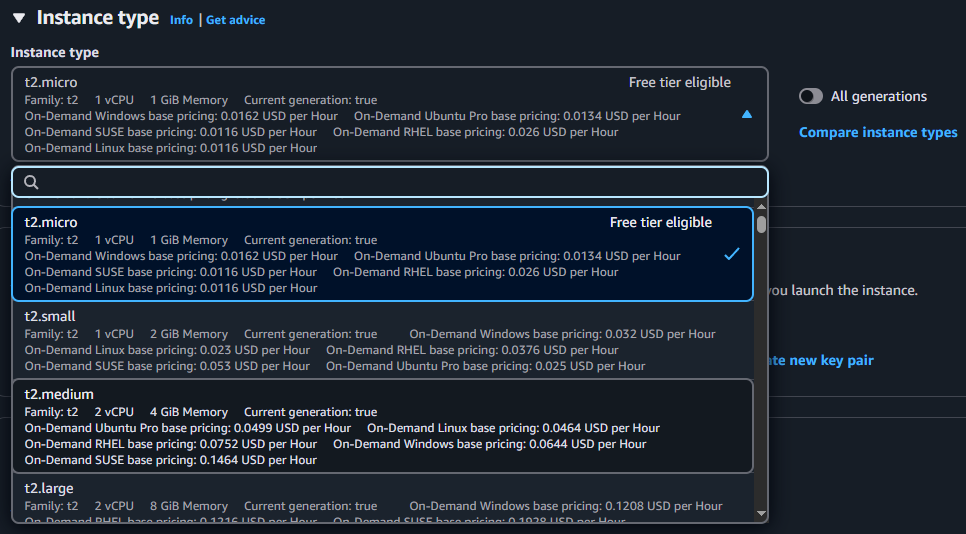 Instance type Info | Get advice
Instance type
t2.micro Free tier eligible
Family: t2 1 vCPU 1 GiB Memory Current generation: true
On-Demand Windows base pricing: 0.0162 USD per Hour On-Demand Ubuntu Pro base pricing: 0.0134 USD per Hour
On-Demand SUSE base pricing: 0.0116 USD per Hour On-Demand RHEL base pricing: 0.026 USD per Hour
On-Demand Linux base pricing: 0.0116 USD per Hour
All generations
Compare instance types
t2.micro Free tier eligible
Family: t2 1 vCPU 1 GiB Memory Current generation: true
On-Demand Windows base pricing: 0.0162 USD per Hour On-Demand Ubuntu Pro base pricing: 0.0134 USD per Hour
On-Demand SUSE base pricing: 0.0116 USD per Hour On-Demand RHEL base pricing: 0.026 USD per Hour
On-Demand Linux base pricing: 0.0116 USD per Hour
you launch the instance.
t2.small
Family: t2 1 vCPU 2 GiB Memory Current generation: true On-Demand Windows base pricing: 0.032 USD per Hour
On-Demand Linux base pricing: 0.023 USD per Hour On-Demand RHEL base pricing: 0.0376 USD per Hour
On-Demand SUSE base pricing: 0.053 USD per Hour On-Demand Ubuntu Pro base pricing: 0.025 USD per Hour
new key pair
t2.medium
Family: t2 2 vCPU 4 GiB Memory Current generation: true
On-Demand Ubuntu Pro base pricing: 0.0499 USD per Hour On-Demand Linux base pricing: 0.0464 USD per Hour
On-Demand RHEL base pricing: 0.0752 USD per Hour On-Demand Windows base pricing: 0.0644 USD per Hour
On-Demand SUSE base pricing: 0.1464 USD per Hour
t2.large
Family: t2 2 vCPU 8 GiB Memory Current generation: true On-Demand Windows base pricing: 0.1208 USD per Hour
On-Demand RHEL base pricing: 0.1216 USD per Hour On-Demand SUSE base pricing: 0.1928 USD per Hour